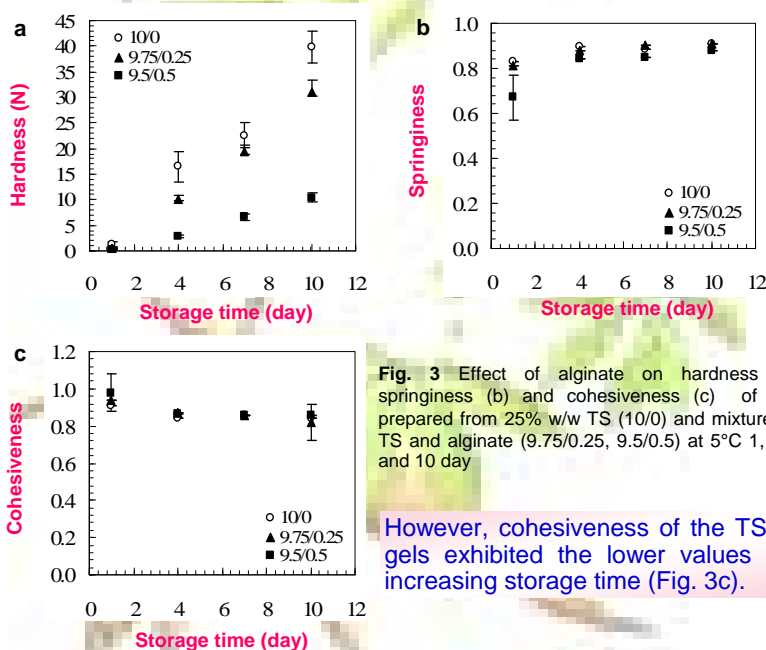 a
Hardness (N)
45
40
35
30
25
20
15
10
5
0
10/0
9.75/0.25
9.5/0.5
0 2 4 6 8 10 12
Storage time (day)
b
Springiness
1.0
0.8
0.6
0.4
0.2
0.0
10/0
9.75/0.25
9.5/0.5
0 2 4 6 8 10 12
Storage time (day)
c
Cohesiveness
1.2
1.0
0.8
0.6
0.4
0.2
0.0
10/0
9.75/0.25
9.5/0.5
0 2 4 6 8 10 12
Storage time (day)
Fig. 3 Effect of alginate on hardness
springiness (b) and cohesiveness (c) of
prepared from 25% w/w TS (10/0) and mixture
TS and alginate (9.75/0.25, 9.5/0.5) at 5°C 1,
and 10 day
However, cohesiveness of the TS
gels exhibited the lower values
increasing storage time (Fig. 3c).